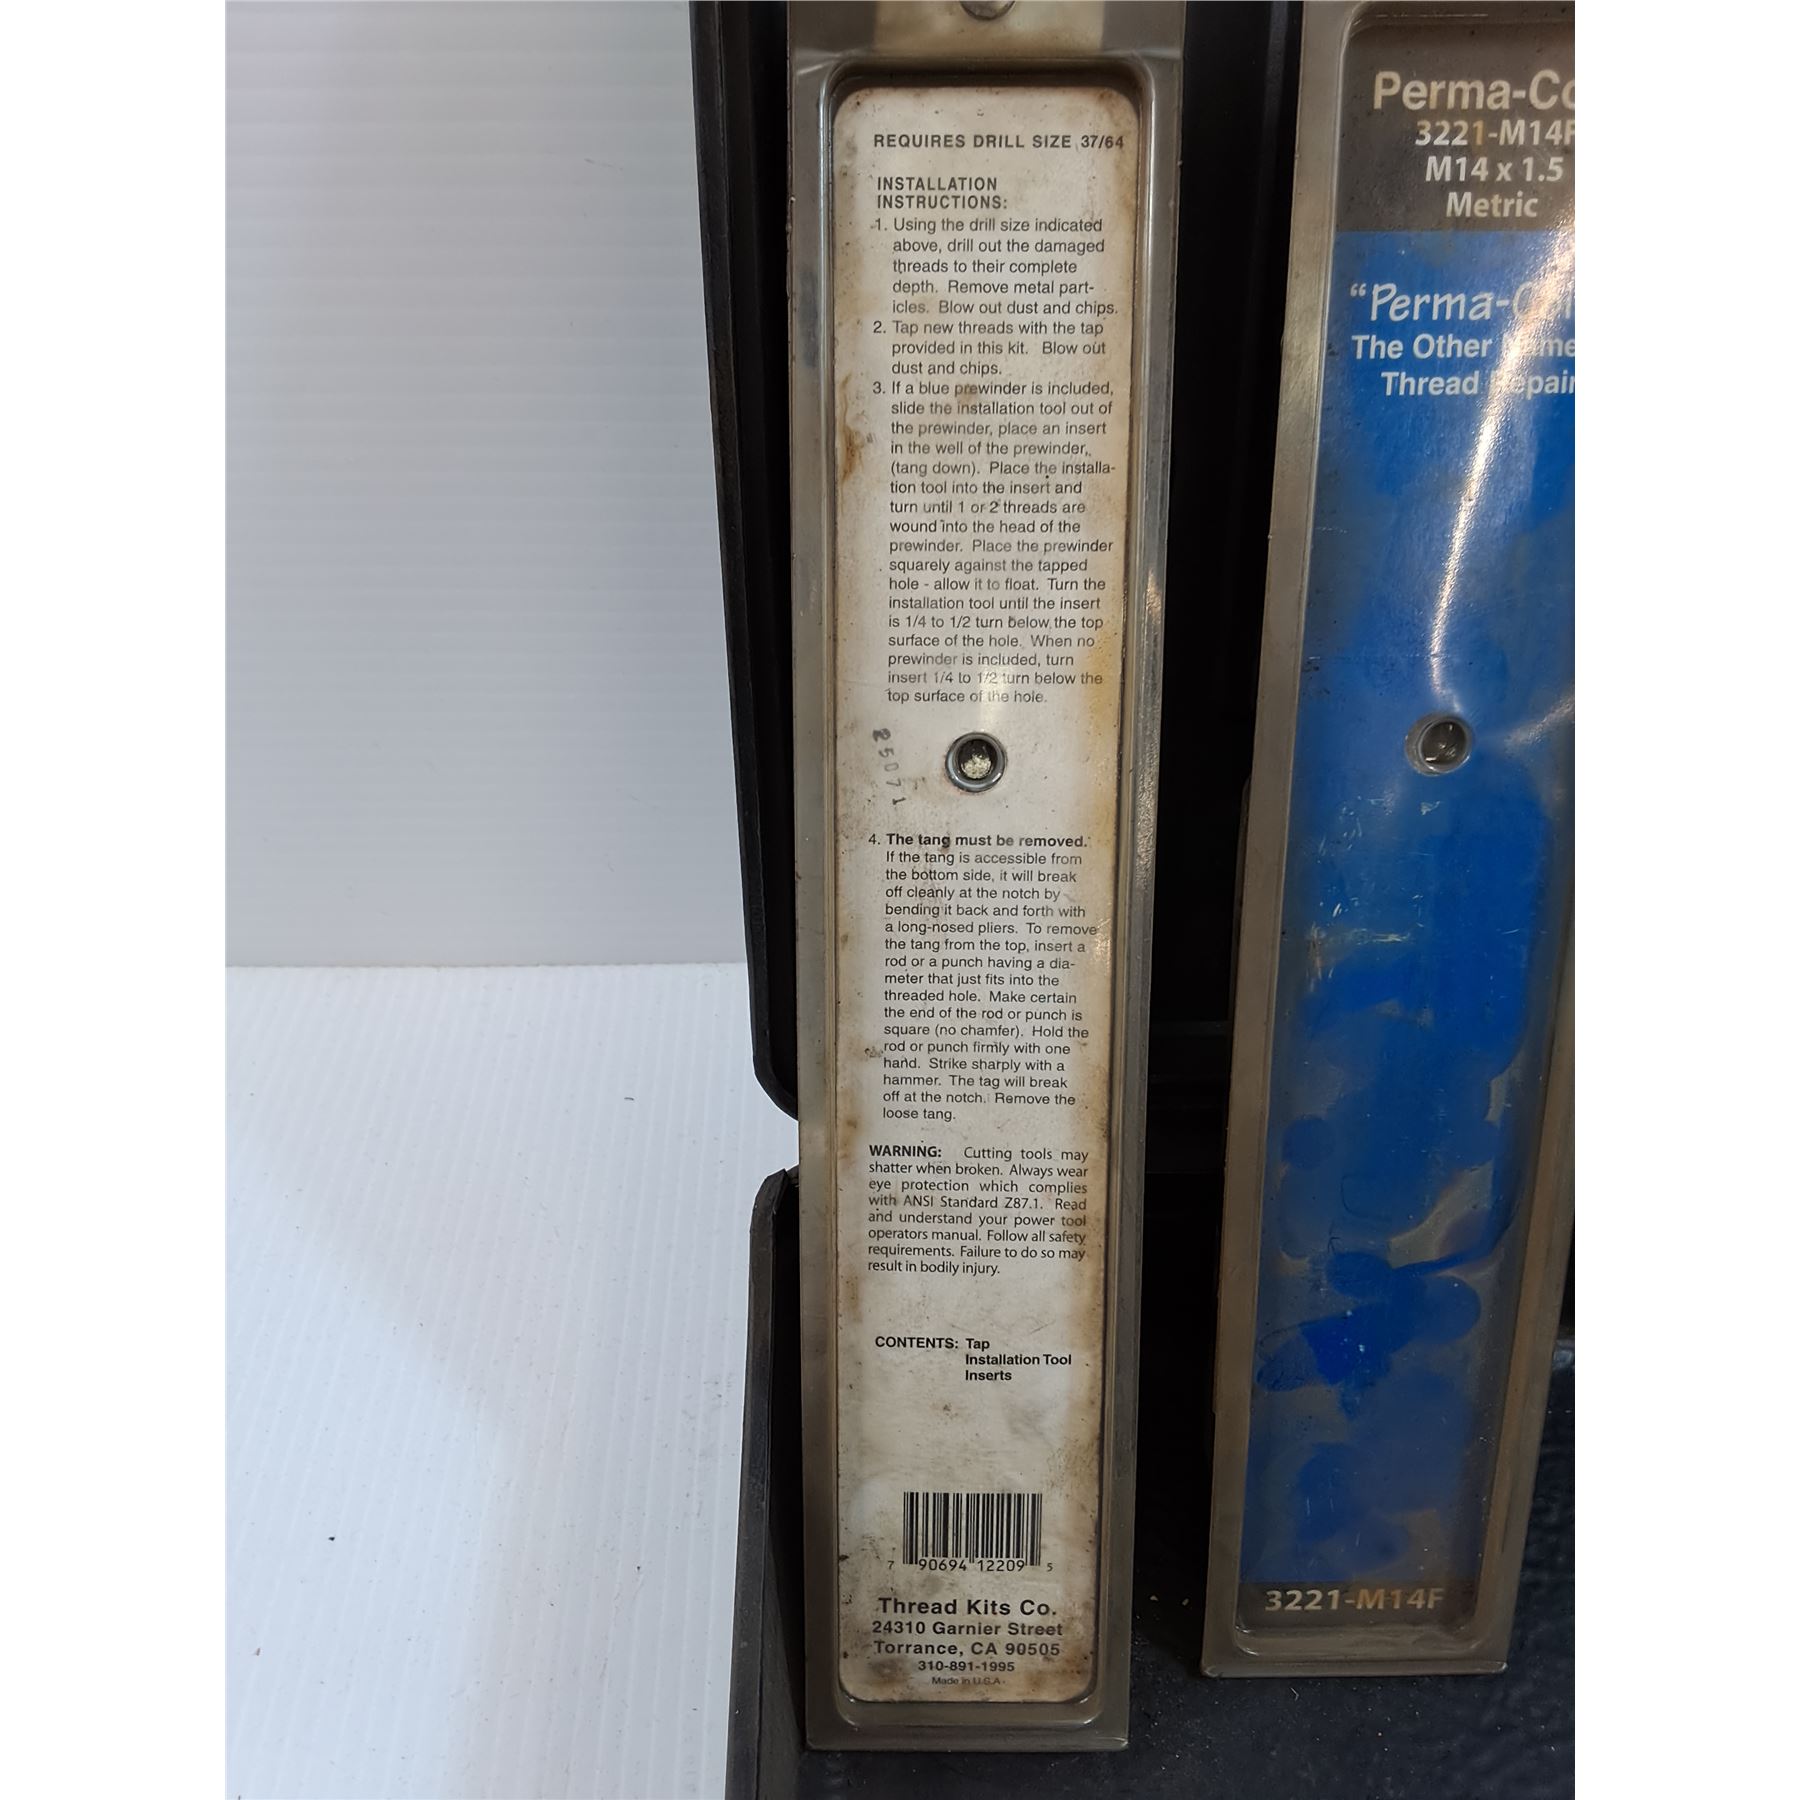 REQUIRES DRILL SIZE 37/64
INSTALLATION
INSTRUCTIONS:
1. Using the drill size indicated
above, drill out the damaged
threads to their complete
depth. Remove metal part-
icles. Blow out dust and chips.
2. Tap new threads with the tap
provided in this kit. Blow out
dust and chips.
3. If a blue prewinder is included,
slide the installation tool out of
the prewinder, place an insert
in the well of the prewinder,
(tang down). Place the installa-
tion tool into the insert and
turn until 1 or 2 threads are
wound into the head of the
prewinder. Place the prewinder
squarely against the tapped
hole - allow it to float. Turn the
installation tool until the insert
is 1/4 to 1/2 turn below the top
surface of the hole. When no
prewinder is included, turn
insert 1/4 to 1/2 turn below the
top surface of the hole.
25071
4. The tang must be removed.
If the tang is accessible from
the bottom side, it will break
off cleanly at the notch by
bending it back and forth with
a long-nosed pliers. To remove
the tang from the top, insert a
rod or a punch having a dia-
meter that just fits into the
threaded hole. Make certain
the end of the rod or punch is
square (no chamfer). Hold the
rod or punch firmly with one
hand. Strike sharply with a
hammer. The tag will break
off at the notch. Remove the
loose tang.
WARNING: Cutting tools may
shatter when broken. Always wear
eye protection which complies
with ANSI Standard Z87.1. Read
and understand your power tool
operators manual. Follow all safety
requirements. Failure to do so may
result in bodily injury.
CONTENTS: Tap
Installation Tool
Inserts
7 90694 12209 5
Thread Kits Co.
24310 Garnier Street
Torrance, CA 90505
310-891-1995
Made in U.S.A.
Perma-Co
3221-M14F
M14 x 1.5
Metric
"Perma-
The Other
Thread
3221-M14F